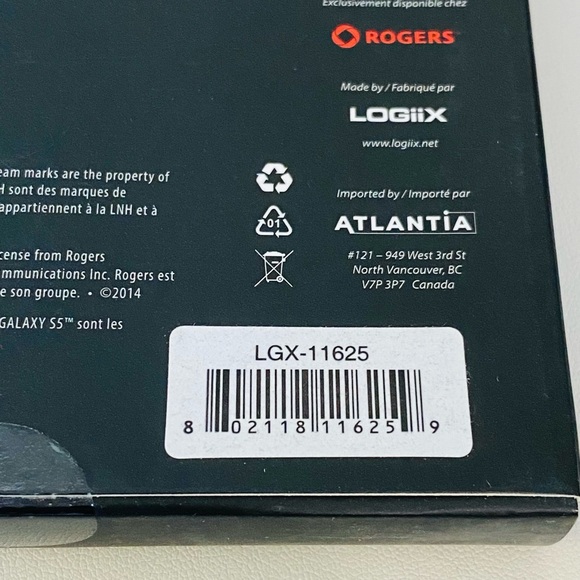 Exclusivement disponible chez
ROGERS™
Made by / Fabriqué par
LOGiiX
www.logiix.net
eam marks are the property of
H sont des marques de
appartiennent à la LNH et à
Imported by / Importé par
01
ATLANTiA
#121 – 949 West 3rd St
North Vancouver, BC
V7P 3P7 Canada
cense from Rogers
mmunications Inc. Rogers est
e son groupe. • ©2014
GALAXY S5™ sont les
LGX-11625
8 02118 11625 9